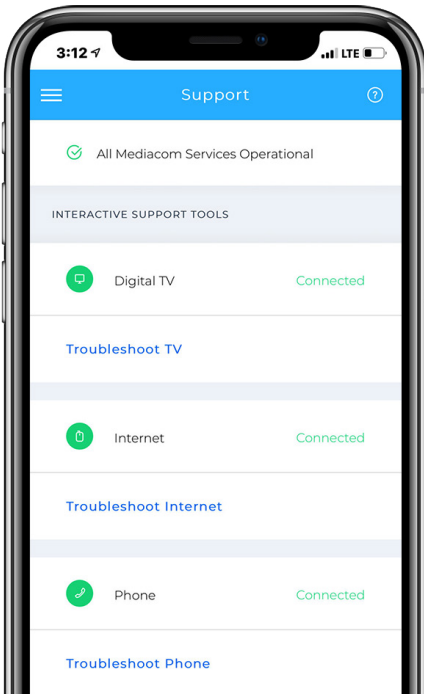 3:12 LTE
Support
All Mediacom Services Operational
INTERACTIVE SUPPORT TOOLS
Digital TV Connected
Troubleshoot TV
Internet Connected
Troubleshoot Internet
Phone Connected
Troubleshoot Phone